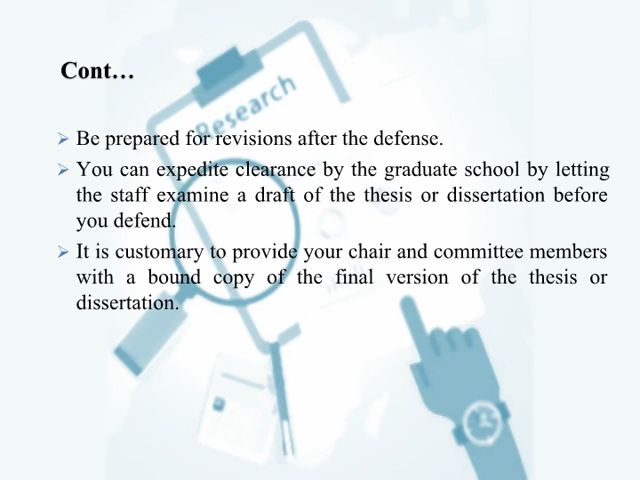 Cont…
Research
➢ Be prepared for revisions after the defense.
➢ You can expedite clearance by the graduate school by letting
the staff examine a draft of the thesis or dissertation before
you defend.
➢ It is customary to provide your chair and committee members
with a bound copy of the final version of the thesis or
dissertation.